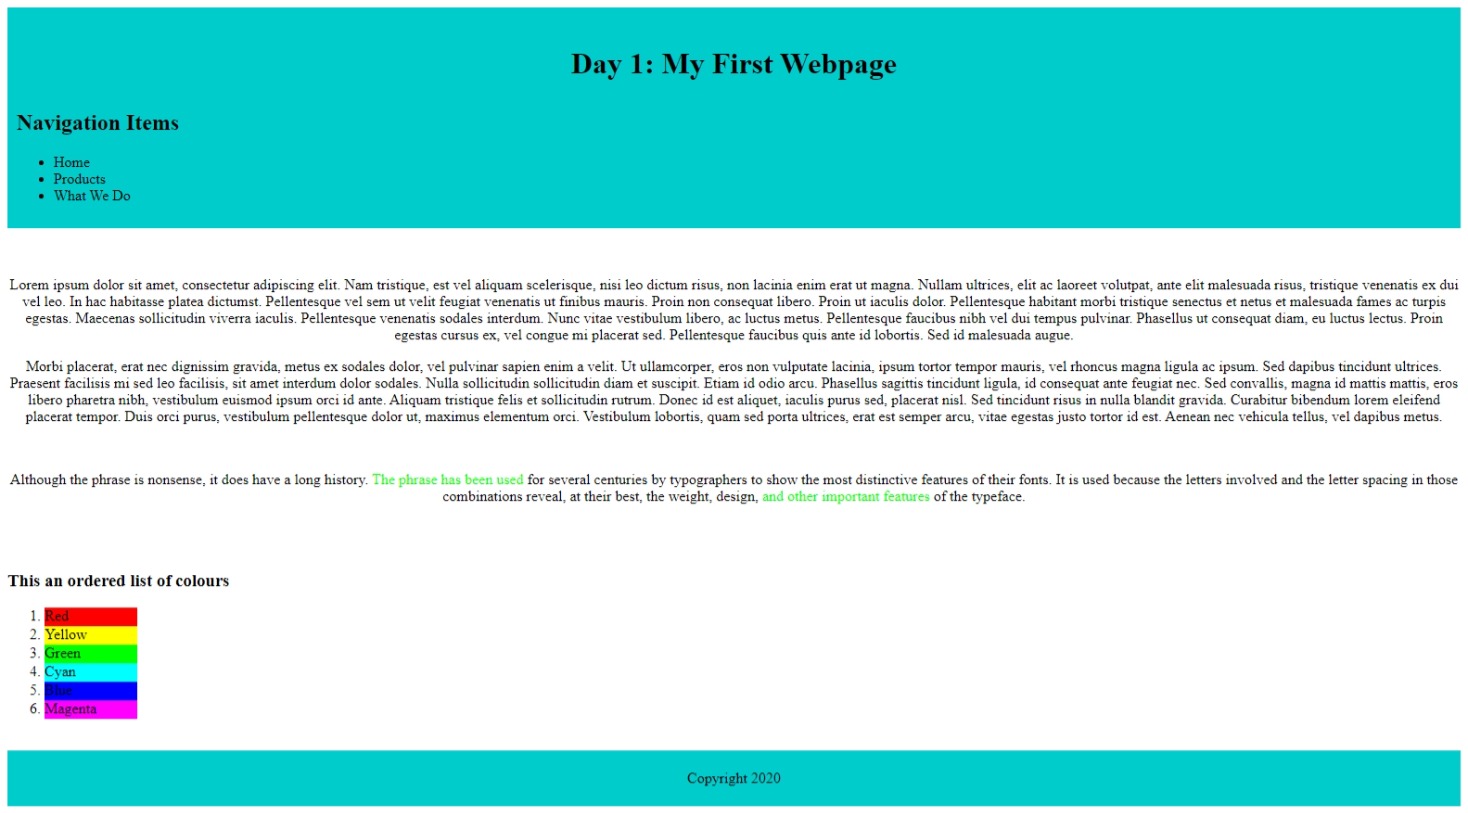 Day 1: My First Webpage
Navigation Items
• Home
• Products
• What We Do
Lorem ipsum dolor sit amet, consectetur adipiscing elit. Nam tristique, est vel aliquam scelerisque, nisi leo dictum risus, non lacinia enim erat ut magna. Nullam ultrices, elit ac laoreet volutpat, ante elit malesuada risus, tristique venenatis ex dui
vel leo. In hac habitasse platea dictumst. Pellentesque vel sem ut velit feugiat venenatis ut finibus mauris. Proin non consequat libero. Proin ut iaculis dolor. Pellentesque habitant morbi tristique senectus et netus et malesuada fames ac turpis
egestas. Maecenas sollicitudin viverra iaculis. Pellentesque venenatis sodales interdum. Nunc vitae vestibulum libero, ac luctus metus. Pellentesque faucibus nibh vel dui tempus pulvinar. Phasellus ut consequat diam, eu luctus lectus. Proin
egestas cursus ex, vel congue mi placerat sed. Pellentesque faucibus quis ante id lobortis. Sed id malesuada augue.
Morbi placerat, erat nec dignissim gravida, metus ex sodales dolor, vel pulvinar sapien enim a velit. Ut ullamcorper, eros non vulputate lacinia, ipsum tortor tempor mauris, vel rhoncus magna ligula ac ipsum. Sed dapibus tincidunt ultrices.
Praesent facilisis mi sed leo facilisis, sit amet interdum dolor sodales. Nulla sollicitudin sollicitudin diam et suscipit. Etiam id odio arcu. Phasellus sagittis tincidunt ligula, id consequat ante feugiat nec. Sed convallis, magna id mattis mattis, eros
libero pharetra nibh, vestibulum euismod ipsum orci id ante. Aliquam tristique felis et sollicitudin rutrum. Donec id est aliquet, iaculis purus sed, placerat nisl. Sed tincidunt risus in nulla blandit gravida. Curabitur bibendum lorem eleifend
placerat tempor. Duis orci purus, vestibulum pellentesque dolor ut, maximus elementum orci. Vestibulum lobortis, quam sed porta ultrices, erat est semper arcu, vitae egestas justo tortor id est. Aenean nec vehicula tellus, vel dapibus metus.
Although the phrase is nonsense, it does have a long history. The phrase has been used for several centuries by typographers to show the most distinctive features of their fonts. It is used because the letters involved and the letter spacing in those
combinations reveal, at their best, the weight, design, and other important features of the typeface.
This an ordered list of colours
1. Red
2. Yellow
3. Green
4. Cyan
5. Blue
6. Magenta
Copyright 2020